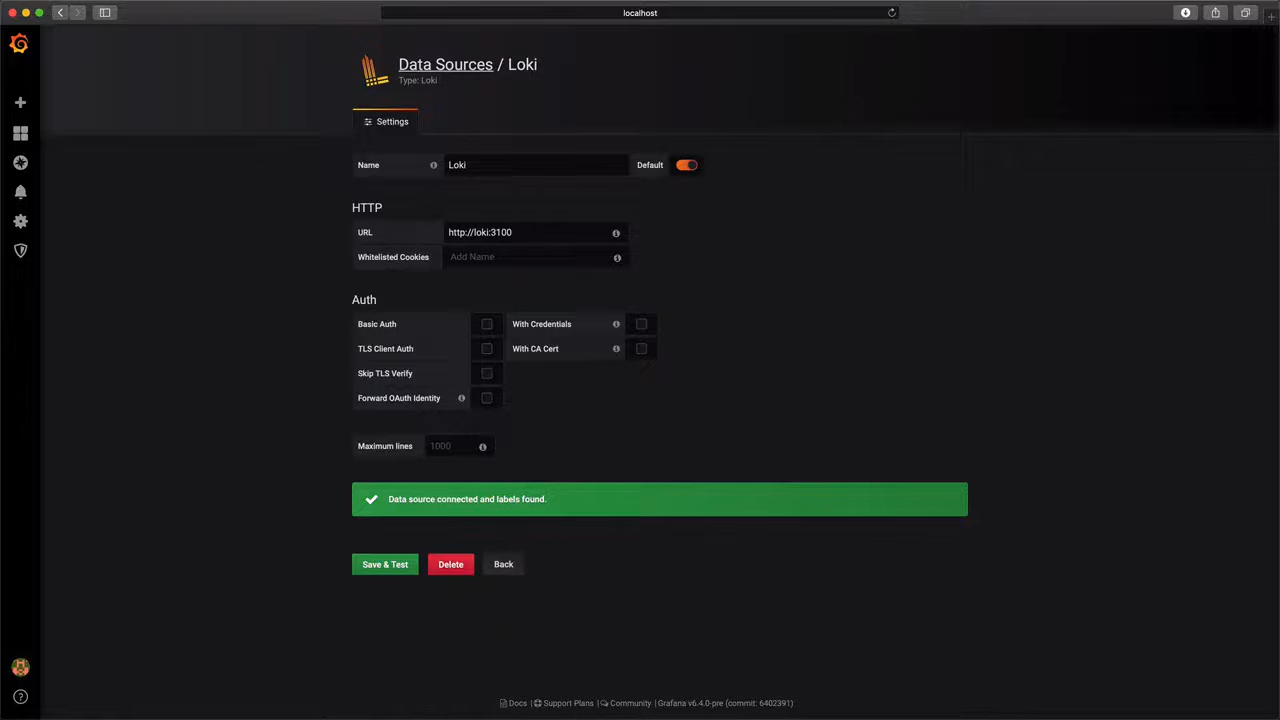 localhost
Data Sources / Loki
Type: Loki
Settings
Name Loki Default
HTTP
URL http://loki:3100
Whitelisted Cookies Add Name
Auth
Basic Auth With Credentials
TLS Client Auth With CA Cert
Skip TLS Verify
Forward OAuth Identity
Maximum lines 1000
Data source connected and labels found.
Save & Test Delete Back
Docs | Support Plans | Community | Grafana v6.4.0-pre (commit: 6402391)